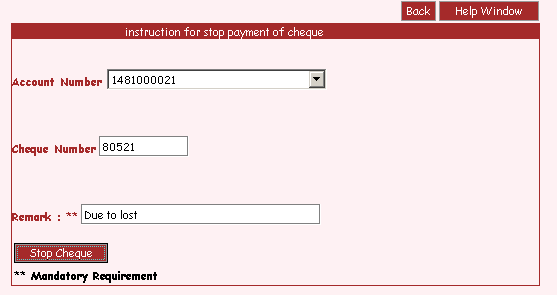 Back Help Window
instruction for stop payment of cheque
Account Number 1481000021
Cheque Number 80521
Remark : ** Due to lost
Stop Cheque
** Mandatory Requirement